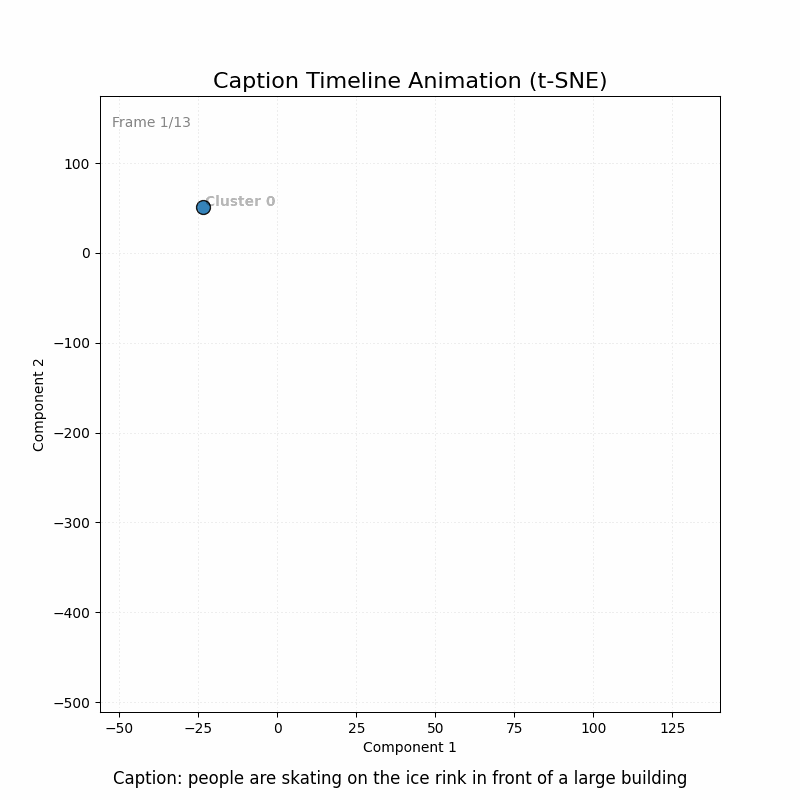 Caption Timeline Animation (t-SNE)
Frame 1/13
Cluster 0
100
0
−100
−200
−300
−400
−500
Component 2
−50
−25
0
25
50
75
100
125
Component 1
Caption: people are skating on the ice rink in front of a large building